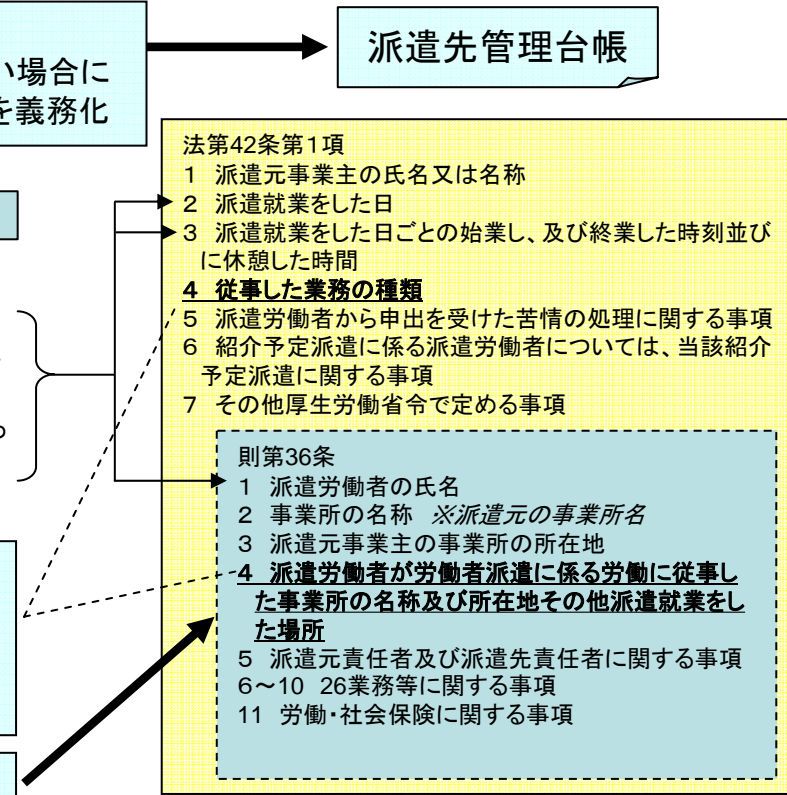 い場合に
を義務化
派遣先管理台帳
法第42条第1項
1 派遣元事業主の氏名又は名称
2 派遣就業をした日
3 派遣就業をした日ごとの始業し、及び終業した時刻並び
に休憩した時間
4 従事した業務の種類
5 派遣労働者から申出を受けた苦情の処理に関する事項
6 紹介予定派遣に係る派遣労働者については、当該紹介
予定派遣に関する事項
7 その他厚生労働省令で定める事項
則第36条
1 派遣労働者の氏名
2 事業所の名称 ※派遣元の事業所名
3 派遣元事業主の事業所の所在地
4 派遣労働者が労働者派遣に係る労働に従事し
た事業所の名称及び所在地その他派遣就業をし
た場所
5 派遣元責任者及び派遣先責任者に関する事項
6～10 26業務等に関する事項
11 労働・社会保険に関する事項